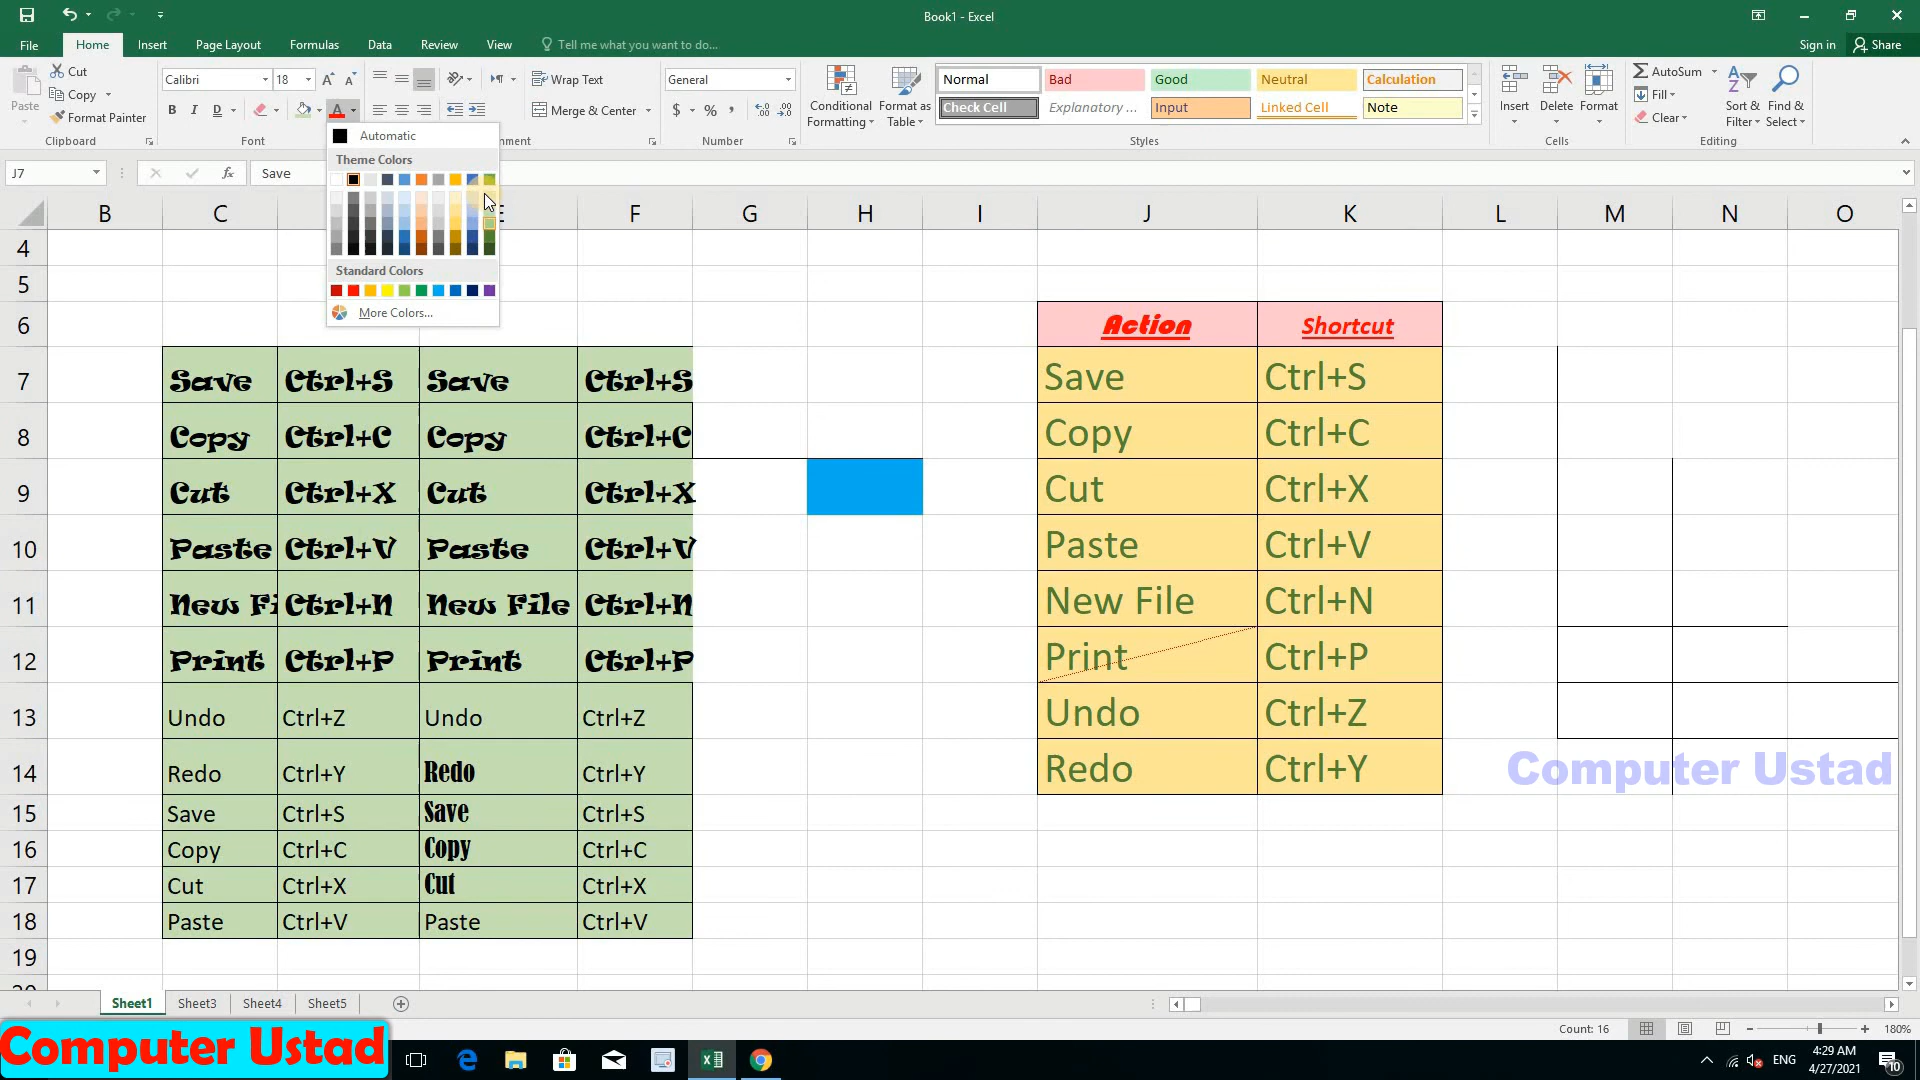 Book1 - Excel
File Home Insert Page Layout Formulas Data Review View Tell me what you want to do... Sign in Share
Paste Cut Copy Format Painter Clipboard
Calibri 18 B I U A Font
Wrap Text Merge & Center nment
General $ % , Number
Conditional Formatting Format as Table
Normal Bad Good Neutral Calculation
Check Cell Explanatory ... Input Linked Cell Note
Styles
Insert Delete Format Cells
AutoSum Fill Clear Sort & Filter Find & Select Editing
Automatic
Theme Colors
Standard Colors
More Colors...
J7 fx Save
B C E F G H I J K L M N O
4
5
6 Action Shortcut
7 Save Ctrl+S Save Ctrl+S Save Ctrl+S
8 Copy Ctrl+C Copy Ctrl+C Copy Ctrl+C
9 Cut Ctrl+X Cut Ctrl+X Cut Ctrl+X
10 Paste Ctrl+V Paste Ctrl+V Paste Ctrl+V
11 New Fi Ctrl+N New File Ctrl+N New File Ctrl+N
12 Print Ctrl+P Print Ctrl+P Print Ctrl+P
13 Undo Ctrl+Z Undo Ctrl+Z Undo Ctrl+Z
14 Redo Ctrl+Y Redo Ctrl+Y Redo Ctrl+Y
Computer Ustad
15 Save Ctrl+S Save Ctrl+S
16 Copy Ctrl+C Copy Ctrl+C
17 Cut Ctrl+X Cut Ctrl+X
18 Paste Ctrl+V Paste Ctrl+V
19
Sheet1 Sheet3 Sheet4 Sheet5
Count: 16 180%
Computer Ustad
ENG 4:29 AM
4/27/2021 10